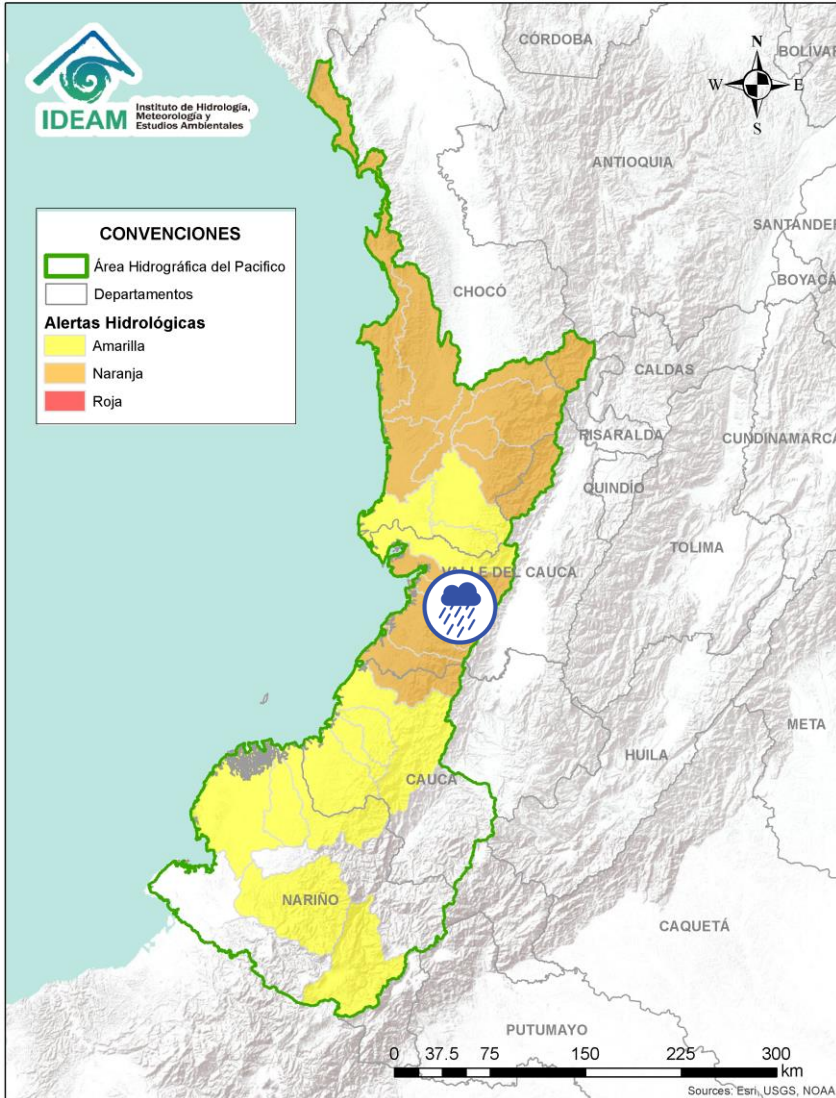 IDEAM
Instituto de Hidrología,
Meteorología y
Estudios Ambientales
CÓRDOBA
BOLÍVAR
N
W
E
S
ANTIOQUIA
SANTANDER
BOYACÁ
CONVENCIONES
Área Hidrográfica del Pacifico
Departamentos
Alertas Hidrológicas
Amarilla
Naranja
Roja
CHOCÓ
CALDAS
RISARALDA
CUNDINAMARCA
QUINDÍO
TOLIMA
VALLE DEL CAUCA
META
HUILA
CAUCA
NARIÑO
CAQUETÁ
PUTUMAYO
0 37.5 75 150 225 300
km
Sources: Esri, USGS, NOAA